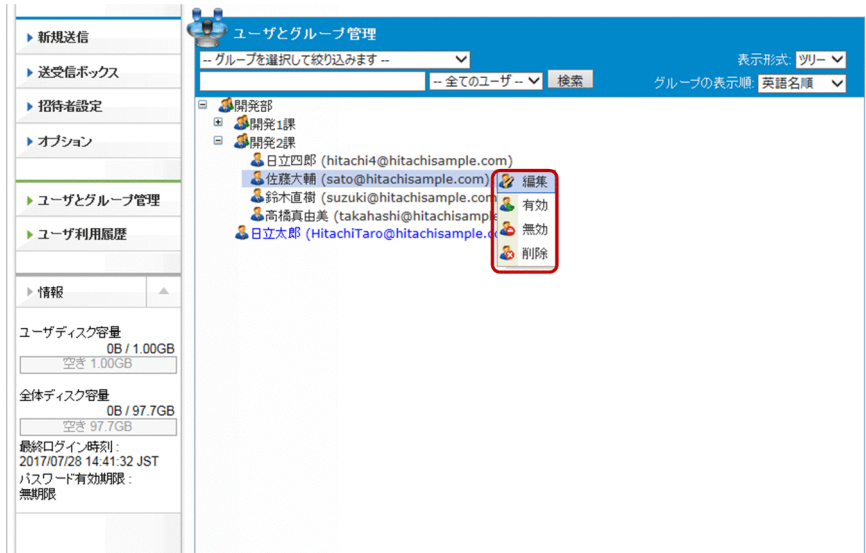 新規送信
送受信ボックス
招待者設定
オプション
ユーザとグループ管理
ユーザ利用履歴
情報
ユーザディスク容量
0B / 1.00GB
空き 1.00GB
全体ディスク容量
0B / 97.7GB
空き 97.7GB
最終ログイン時刻 :
2017/07/28 14:41:32 JST
パスワード有効期限 :
無期限
ユーザとグループ管理
-- グループを選択して絞り込みます --
表示形式: ツリー
-- 全てのユーザ -- 検索
グループの表示順: 英語名順
開発部
開発1課
開発2課
日立四郎 (hitachi4@hitachisample.com)
佐藤大輔 (sato@hitachisample.com)
鈴木直樹 (suzuki@hitachisample.com
高橋真由美 (takahashi@hitachisample
日立太郎 (HitachiTaro@hitachisample.co
編集
有効
無効
削除